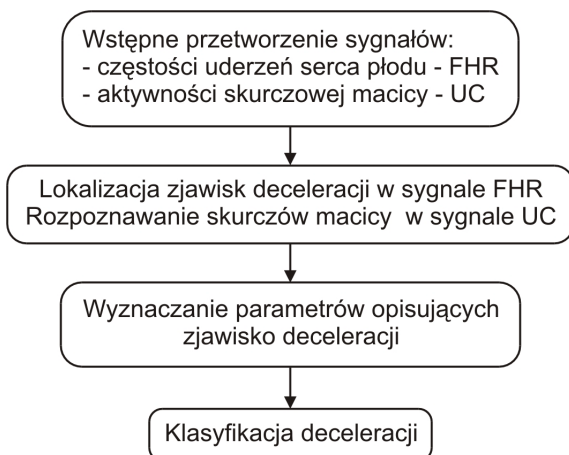 Wstępne przetworzenie sygnałów:
- częstości uderzeń serca płodu - FHR
- aktywności skurczowej macicy - UC
Lokalizacja zjawisk deceleracji w sygnale FHR
Rozpoznawanie skurczów macicy w sygnale UC
Wyznaczanie parametrów opisujących
zjawisko deceleracji
Klasyfikacja deceleracji